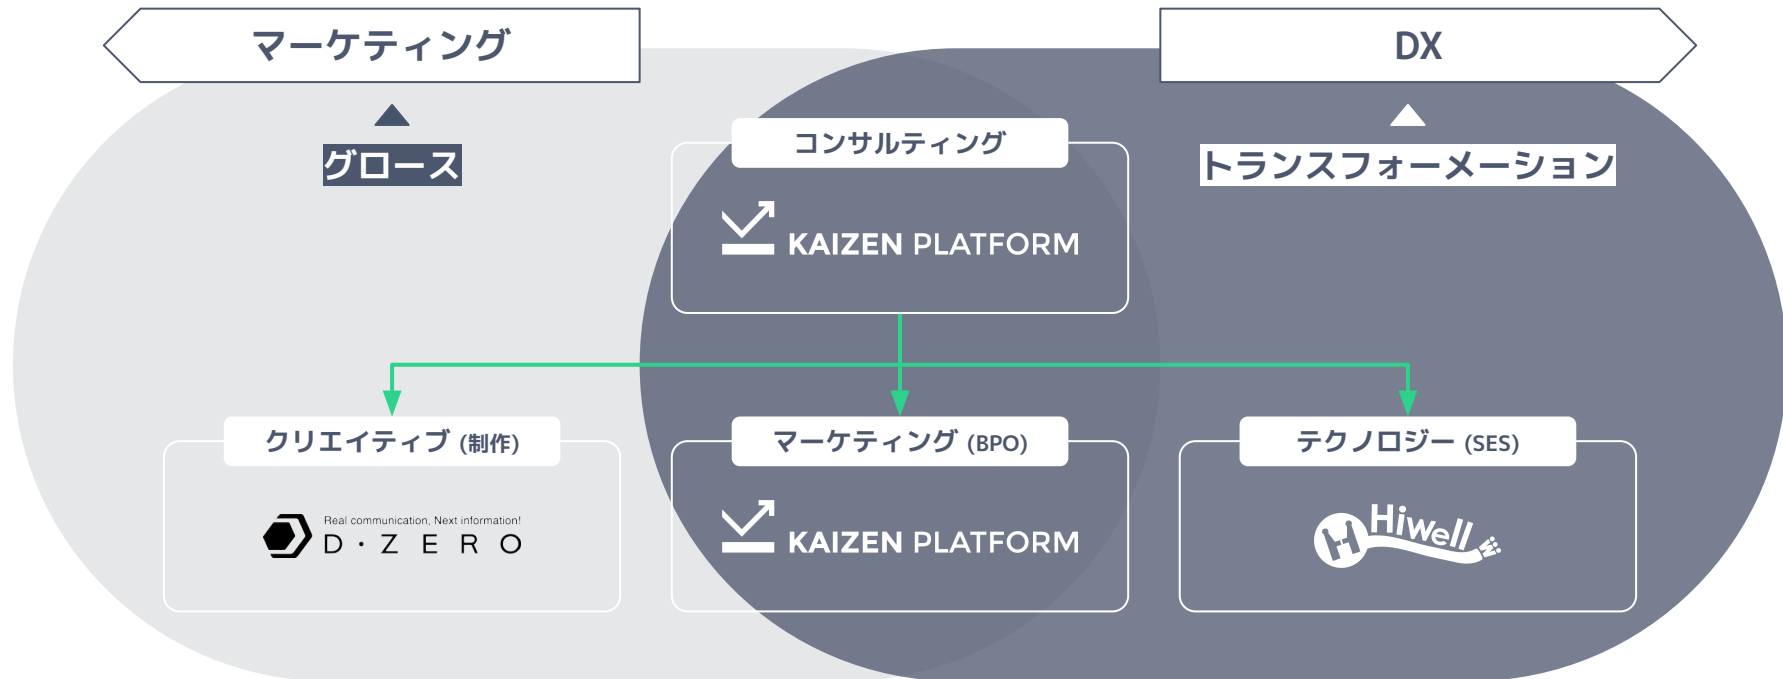 マーケティング
DX
グロース
トランスフォーメーション
コンサルティング
KAIZEN PLATFORM
クリエイティブ (制作)
Real communication, Next information!
D・ZERO
マーケティング (BPO)
KAIZEN PLATFORM
テクノロジー (SES)
Hiwell